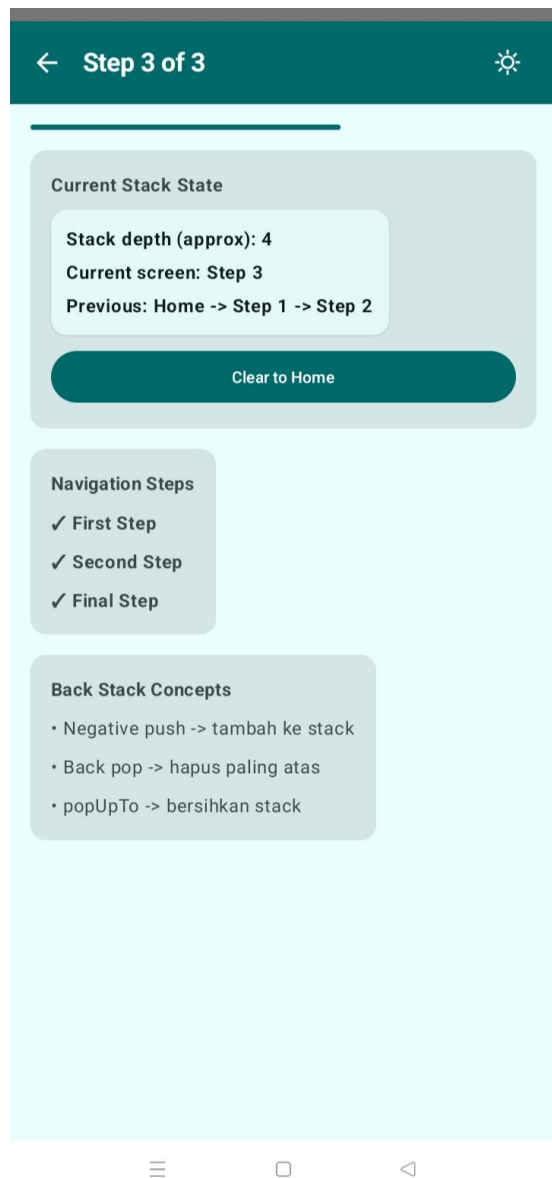 Step 3 of 3
Current Stack State
Stack depth (approx): 4
Current screen: Step 3
Previous: Home -> Step 1 -> Step 2
Clear to Home
Navigation Steps
✓ First Step
✓ Second Step
✓ Final Step
Back Stack Concepts
• Negative push -> tambah ke stack
• Back pop -> hapus paling atas
• popUpTo -> bersihkan stack